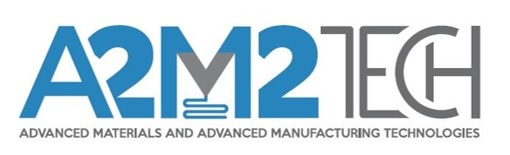 A2M2TECH
ADVANCED MATERIALS AND ADVANCED MANUFACTURING TECHNOLOGIES